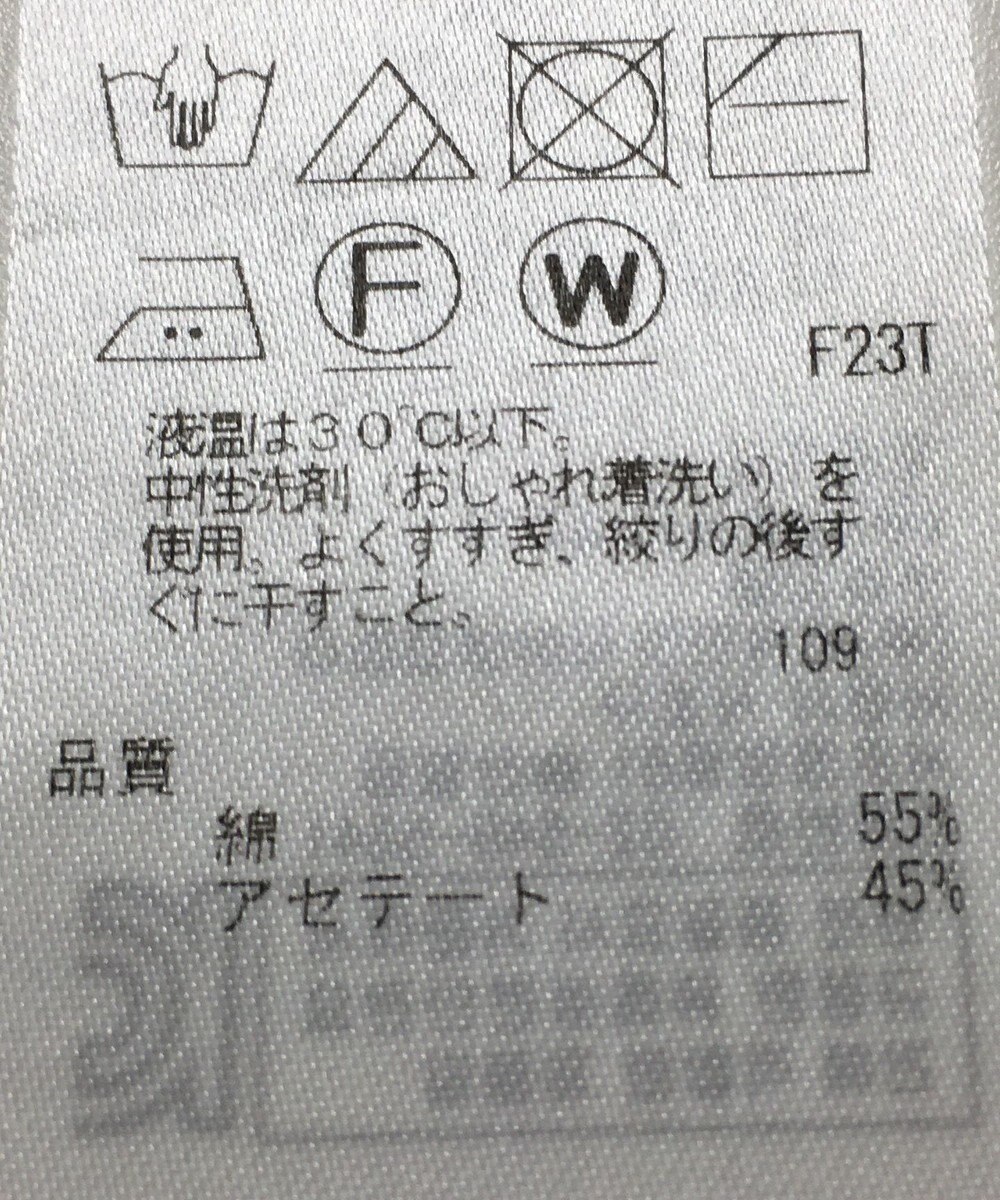 F
W
F23T
液温は30℃以下。
中性洗剤（おしゃれ着洗い）を
使用。よくすすぎ、絞りの後す
ぐに干すこと。
109
品質
綿 55%
アセテート 45%